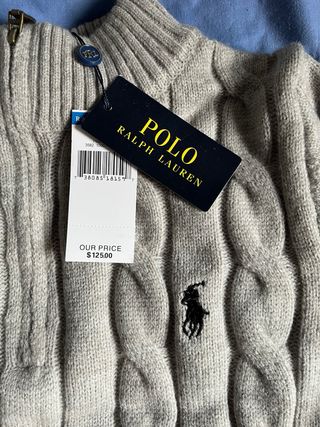 POLO
RALPH LAUREN
OUR PRICE
$125.00